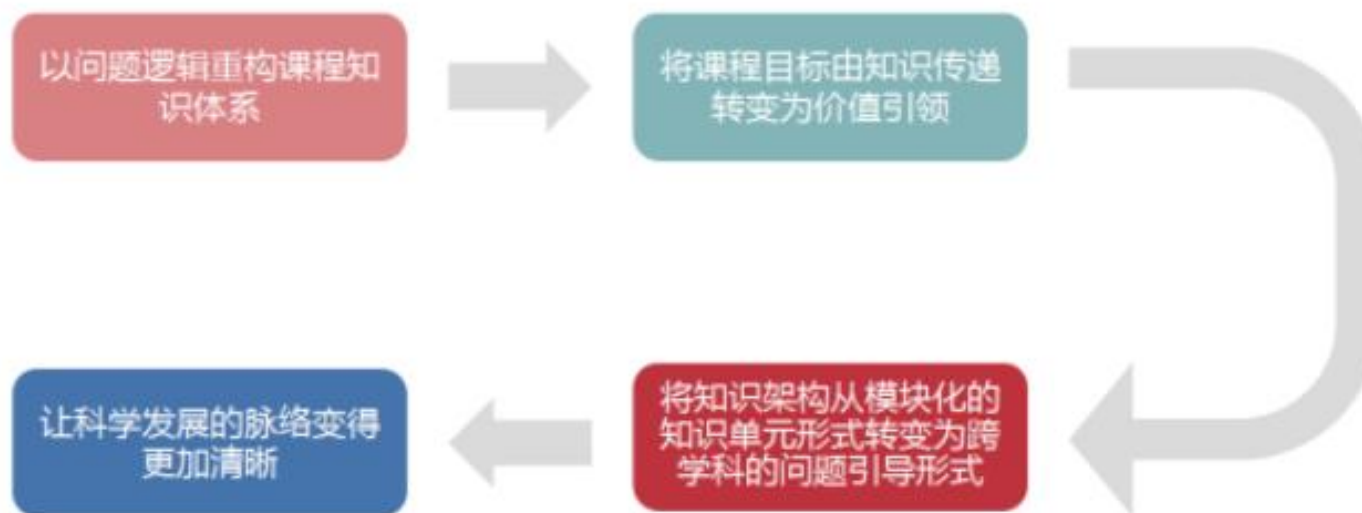 以问题逻辑重构课程知
识体系
将课程目标由知识传递
转变为价值引领
将知识架构从模块化的
知识单元形式转变为跨
学科的问题引导形式
让科学发展的脉络变得
更加清晰